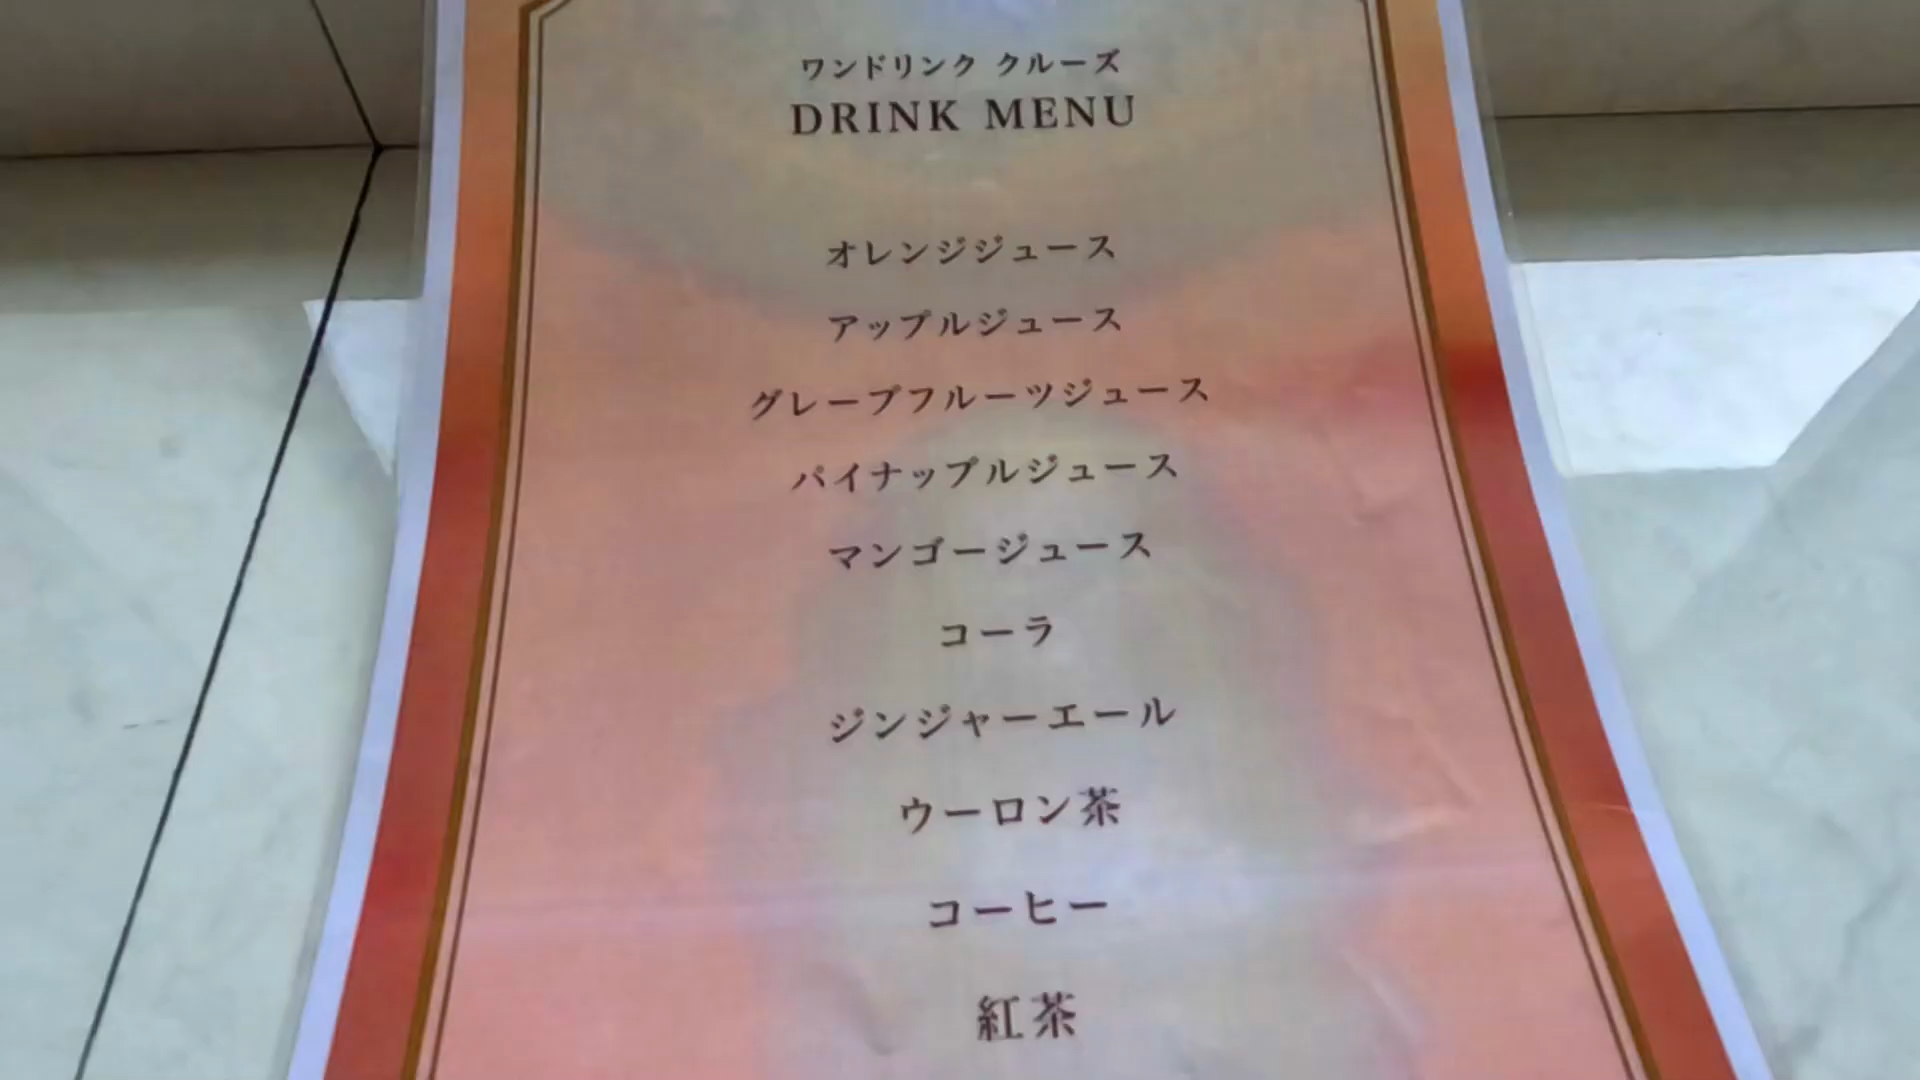 ワンドリンク クルーズ
DRINK MENU
オレンジジュース
アップルジュース
グレープフルーツジュース
パイナップルジュース
マンゴージュース
コーラ
ジンジャーエール
ウーロン茶
コーヒー
紅茶